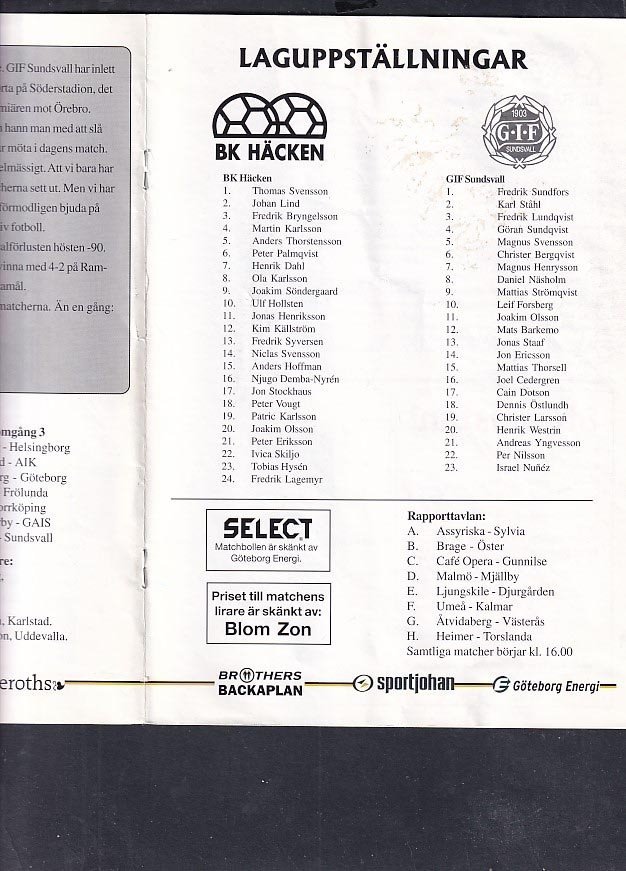 . GIF Sundsvall har inlett
rta på Söderstadion, det
miären mot Örebro.
hann man med att slå
r möta i dagens match.
elmässigt. Att vi bara har
cherna sett ut. Men vi har
förmodligen bjuda på
iv fotboll.
alförlusten hösten -90.
vinna med 4-2 på Ram-
amål.
matcherna. Än en gång:
omgång 3
- Helsingborg
d - AIK
rg - Göteborg
- Frölunda
orrköping
by - GAIS
- Sundsvall
re:
, Karlstad.
on, Uddevalla.
eroths
LAGUPPSTÄLLNINGAR
BK HÄCKEN
BK Häcken
1. Thomas Svensson
2. Johan Lind
3. Fredrik Bryngelsson
4. Martin Karlsson
5. Anders Thorstensson
6. Peter Palmqvist
7. Henrik Dahl
8. Ola Karlsson
9. Joakim Söndergaard
10. Ulf Hollsten
11. Jonas Henriksson
12. Kim Källström
13. Fredrik Syversen
14. Niclas Svensson
15. Anders Hoffman
16. Njugo Demba-Nyrén
17. Jon Stockhaus
18. Peter Vougt
19. Patric Karlsson
20. Joakim Olsson
21. Peter Eriksson
22. Ivica Skiljo
23. Tobias Hysén
24. Fredrik Lagemyr
1903
G·I·F
SUNDSVALL
GIF Sundsvall
1. Fredrik Sundfors
2. Karl Ståhl
3. Fredrik Lundqvist
4. Göran Sundqvist
5. Magnus Svensson
6. Christer Bergqvist
7. Magnus Henrysson
8. Daniel Näsholm
9. Mattias Strömqvist
10. Leif Forsberg
11. Joakim Olsson
12. Mats Barkemo
13. Jonas Staaf
14. Jon Ericsson
15. Mattias Thorsell
16. Joel Cedergren
17. Cain Dotson
18. Dennis Östlundh
19. Christer Larsson
20. Henrik Westrin
21. Andreas Yngvesson
22. Per Nilsson
23. Israel Nuñéz
SELECT
Matchbollen är skänkt av
Göteborg Energi.
Priset till matchens
lirare är skänkt av:
Blom Zon
Rapporttavlan:
A. Assyriska - Sylvia
B. Brage - Öster
C. Café Opera - Gunnilse
D. Malmö - Mjällby
E. Ljungskile - Djurgården
F. Umeå - Kalmar
G. Åtvidaberg - Västerås
H. Heimer - Torslanda
Samtliga matcher börjar kl. 16.00
BROTHERS
BACKAPLAN
sportjohan
Göteborg Energi